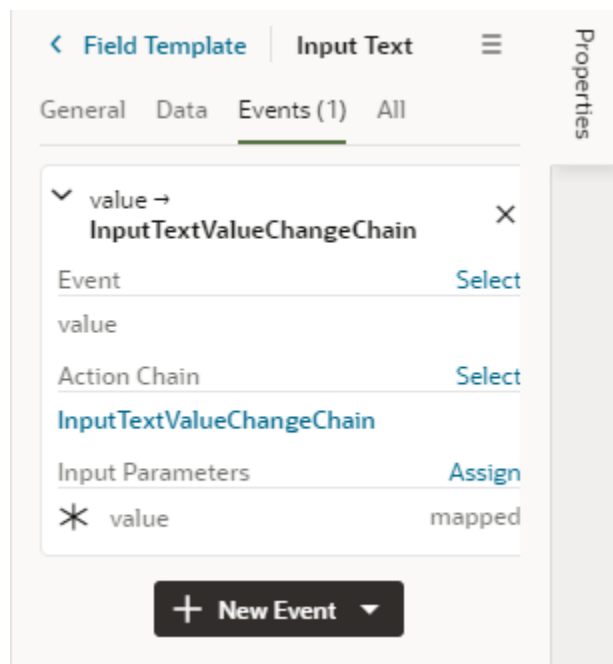 Field Template Input Text
General Data Events (1) All
value →
InputTextValueChangeChain
Event Select
value
Action Chain Select
InputTextValueChangeChain
Input Parameters Assign
value mapped
New Event
Properties